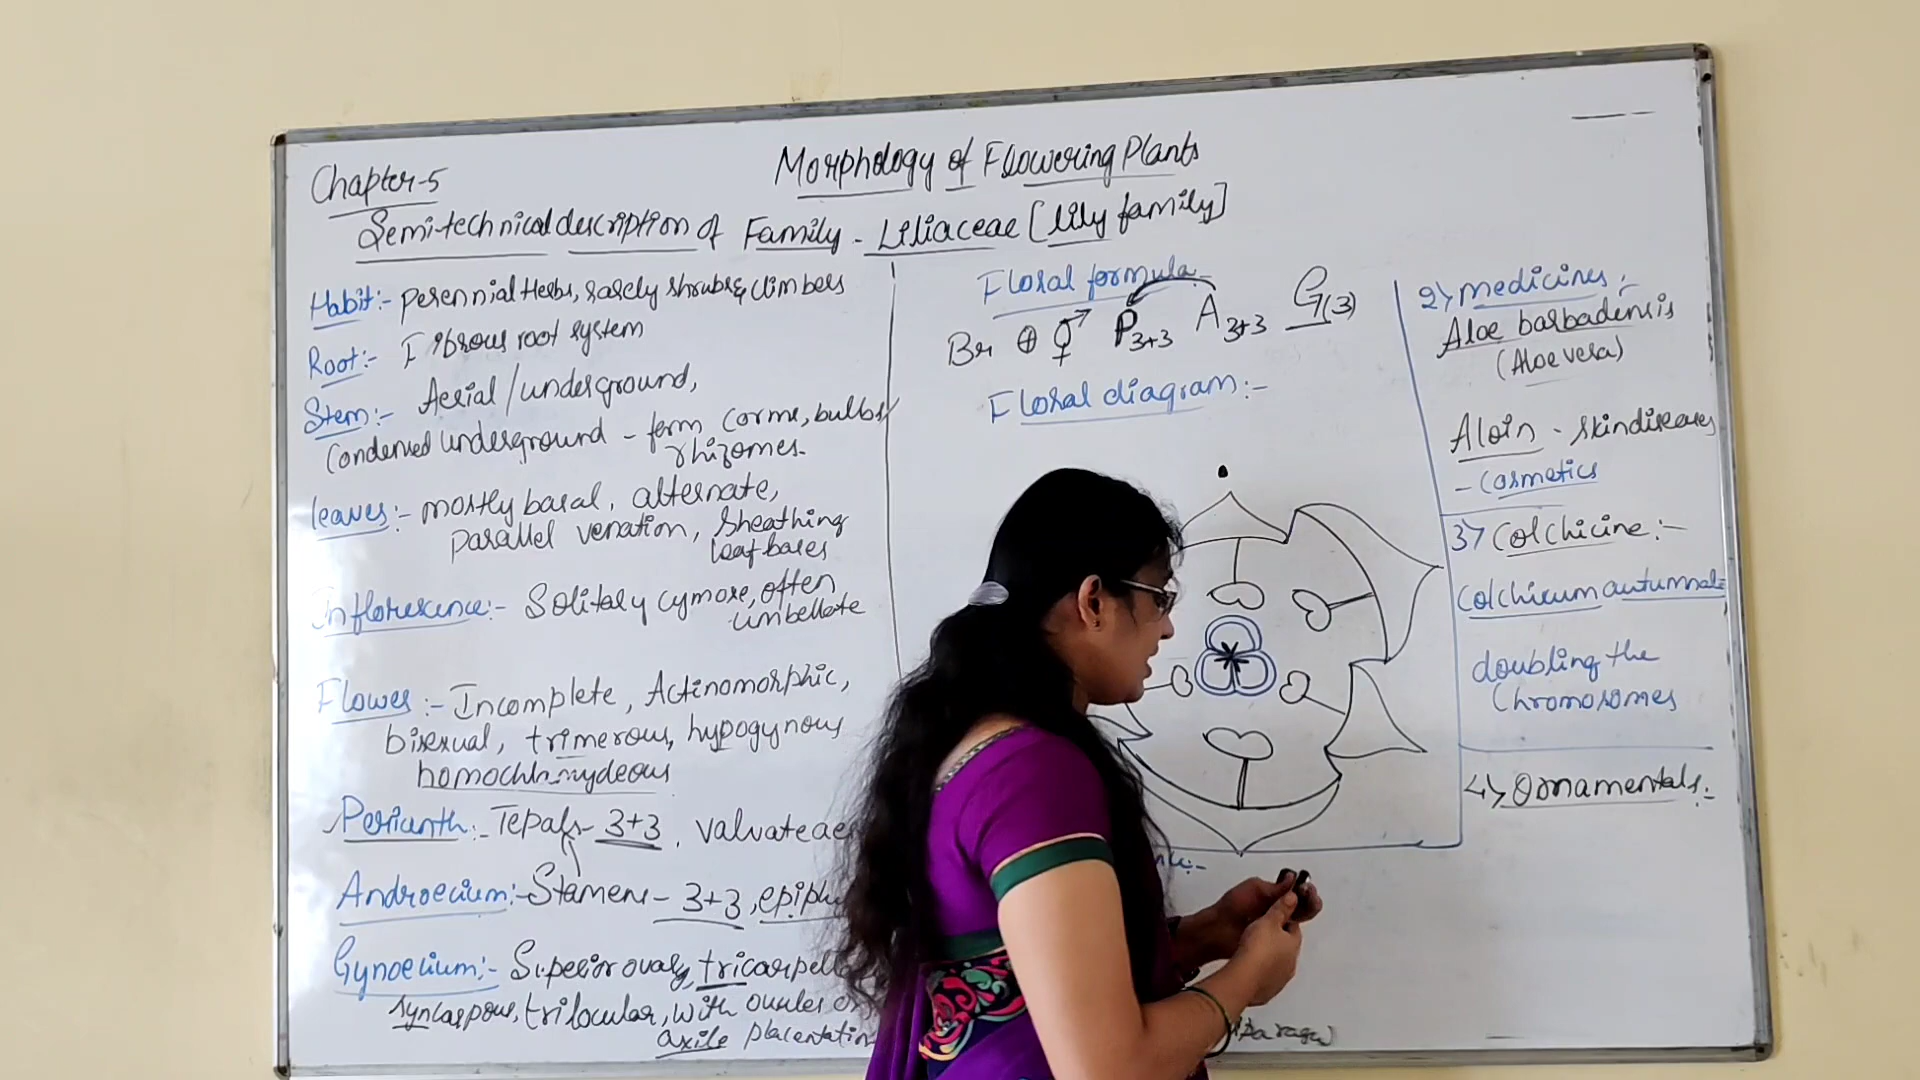 Chapter-5
Morphology of Flowering Plants
Semi-technical description of Family - Liliaceae [lily family]
Habit:- perennial Herbs, rarely shrubs & climbers
Root:- Fibrous root system
Stem:- Aerial / underground,
Condensed underground - form corms, bulbs,
rhizomes.
leaves:- mostly basal, alternate,
parallel venation, sheathing
leaf bases
Inflorescence:- Solitary cymose, often
umbellate
Flower:- Incomplete, Actinomorphic,
bisexual, trimerous, hypogynous
homochlamydeous
Perianth:- Tepals - 3+3, valvate
Androecium:- Stamens - 3+3,
Gynoecium:- Superior ovary,
syncarpous, trilocular, with ovules
axile placentation
Floral formula -
Br ⊕ ⚥ P3+3 A3+3 G(3)
Floral diagram:-
2) medicines:
Aloe barbadensis
(Aloe vera)
Aloin - skin diseases
- Cosmetics
3) Colchicine:-
Colchicum autumnale
doubling the
Chromosomes
4) Ornamentals:-